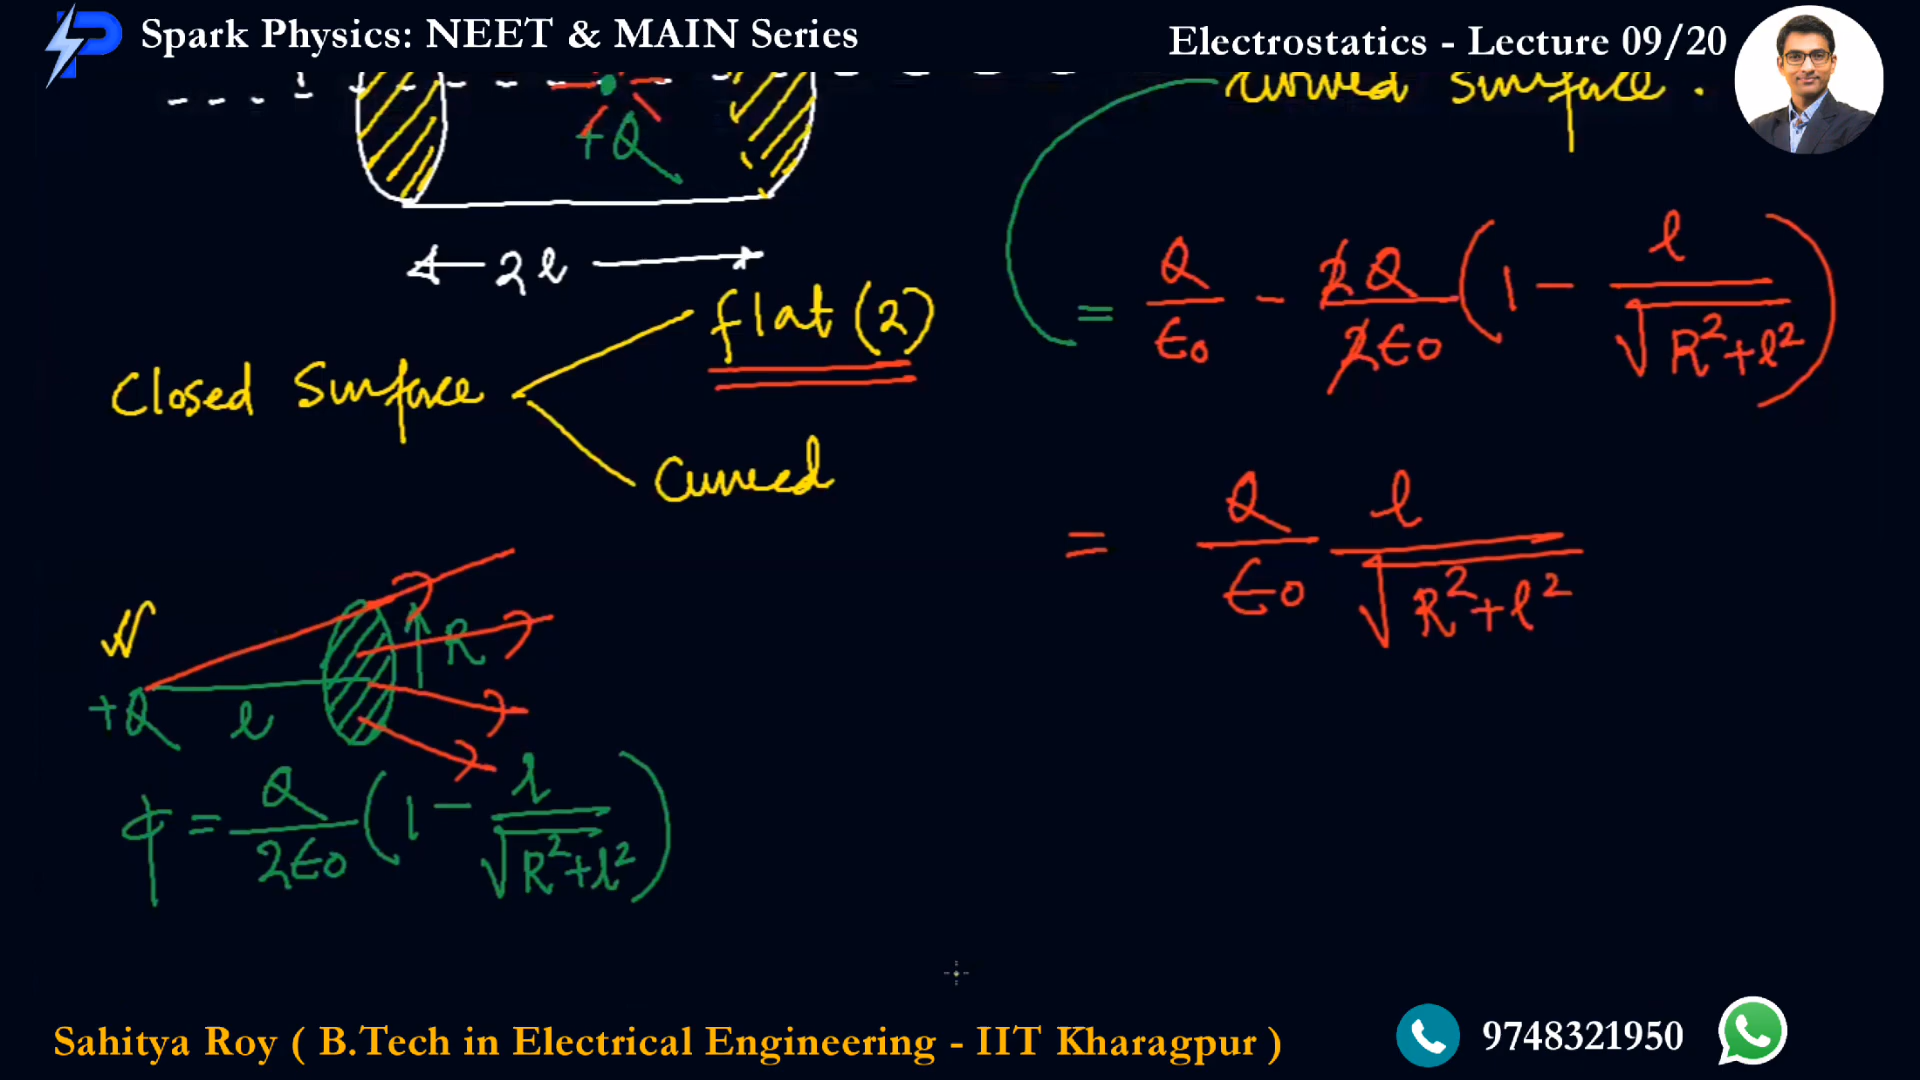 Spark Physics: NEET & MAIN Series
Electrostatics - Lecture 09/20
curved surface.
+Q
2l
Closed Surface
flat (2)
Curved
= Q/ε0 - 2Q/2ε0 (1 - l/√R²+l²)
= Q/ε0 l/√R²+l²
R
+Q
l
ϕ = Q/2ε0 (1 - l/√R²+l²)
Sahitya Roy ( B.Tech in Electrical Engineering - IIT Kharagpur )
9748321950